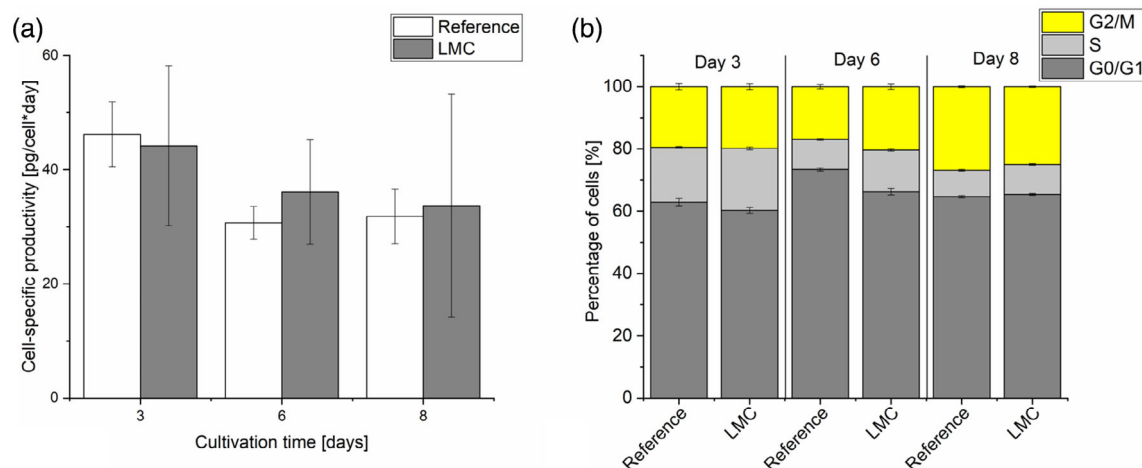 (a)
Reference
LMC
60
40
20
0
Cell-specific productivity [pg/cell*day]
3 6 8
Cultivation time [days]
(b)
G2/M
S
G0/G1
Day 3 Day 6 Day 8
100
80
60
40
20
0
Percentage of cells [%]
Reference LMC Reference LMC Reference LMC